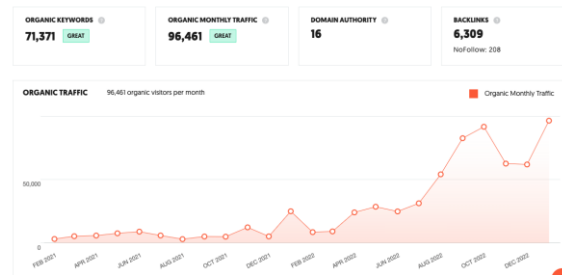 ORGANIC KEYWORDS
71,371 GREAT
ORGANIC MONTHLY TRAFFIC
96,461 GREAT
DOMAIN AUTHORITY
16
BACKLINKS
6,309
NoFollow: 208
ORGANIC TRAFFIC 96,461 organic visitors per month
Organic Monthly Traffic
50,000
0
FEB 2021 APR 2021 JUN 2021 AUG 2021 OCT 2021 DEC 2021 FEB 2022 APR 2022 JUN 2022 AUG 2022 OCT 2022 DEC 2022